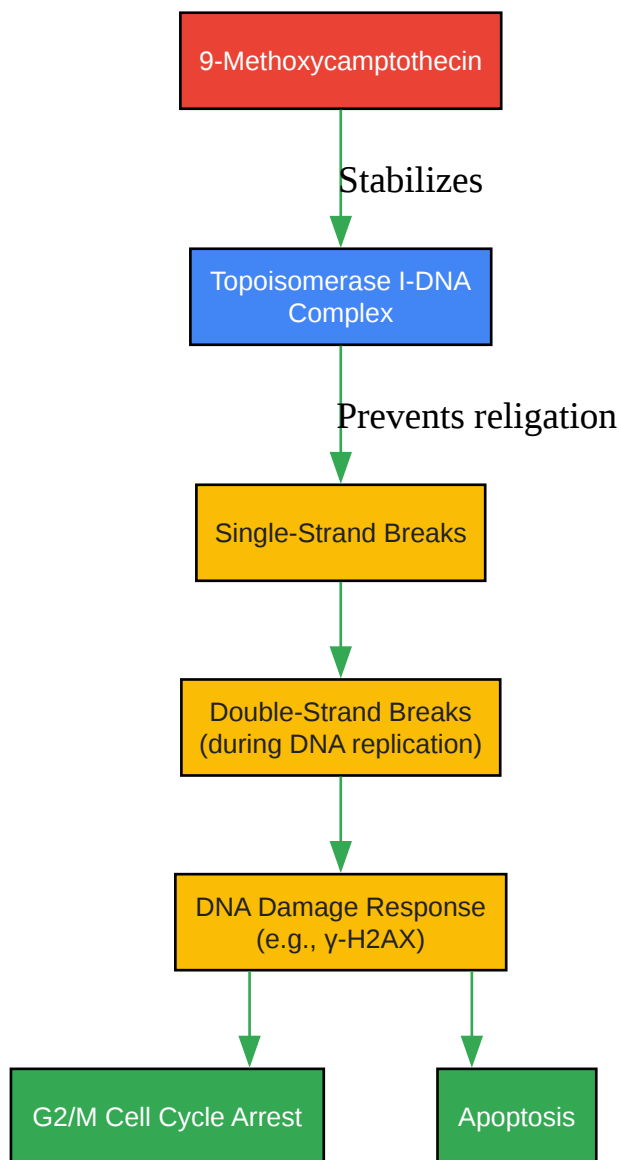 9-Methoxycamptothecin
Stabilizes
Topoisomerase I-DNA
Complex
Prevents religation
Single-Strand Breaks
Double-Strand Breaks
(during DNA replication)
DNA Damage Response
(e.g., γ-H2AX)
G2/M Cell Cycle Arrest
Apoptosis